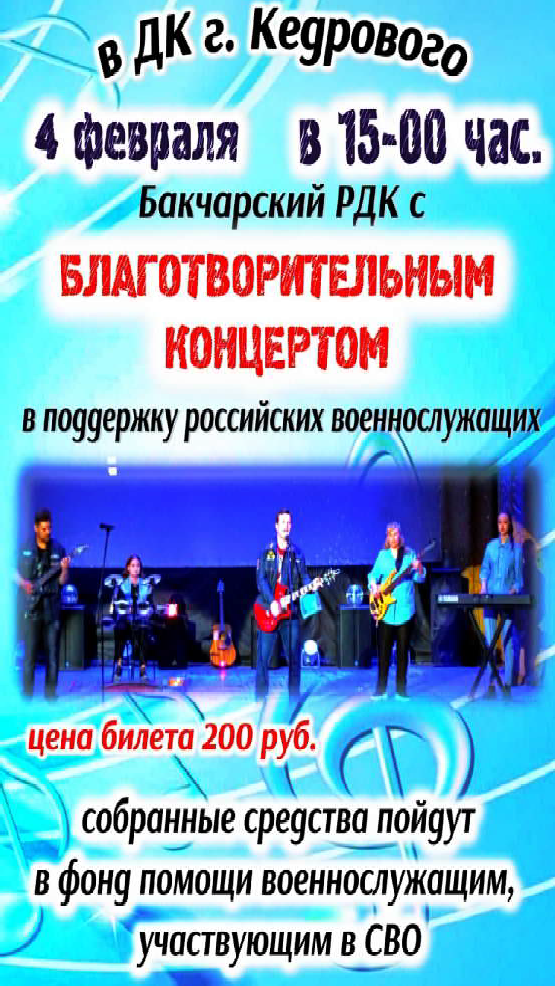 в ДК г. Кедрового
4 февраля в 15-00 час.
Бакчарский РДК с
БЛАГОТВОРИТЕЛЬНЫМ
КОНЦЕРТОМ
в поддержку российских военнослужащих
цена билета 200 руб.
собранные средства пойдут
в фонд помощи военнослужащим,
участвующим в СВО